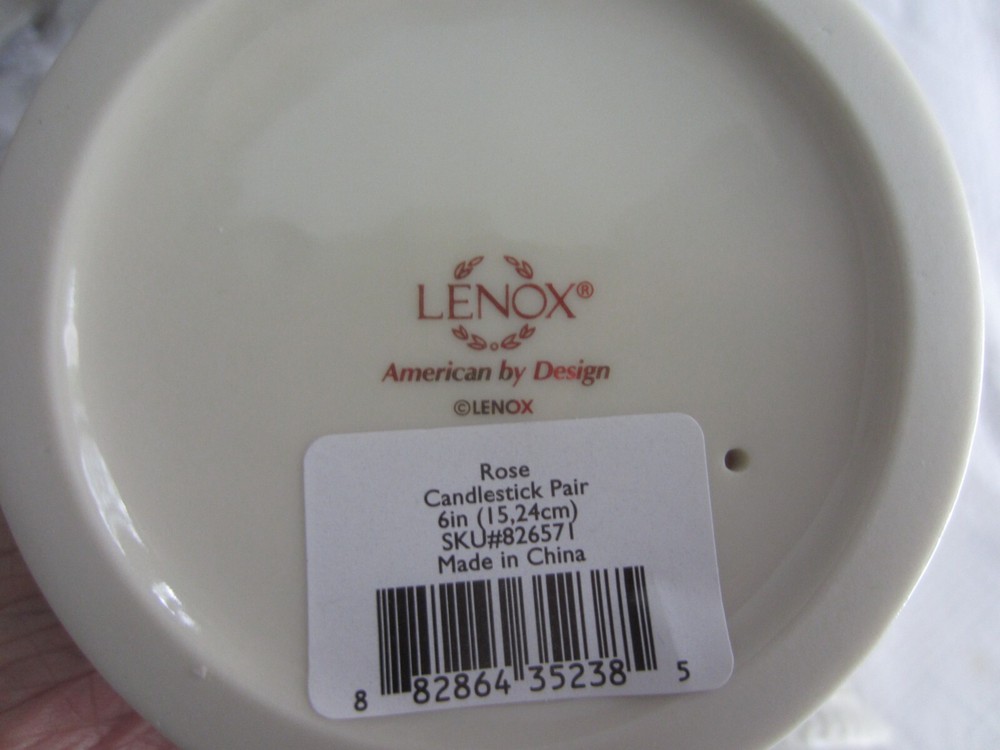 LENOX®
American by Design
©LENOX
Rose
Candlestick Pair
6in (15,24cm)
SKU#826571
Made in China
8 82864 35238 5